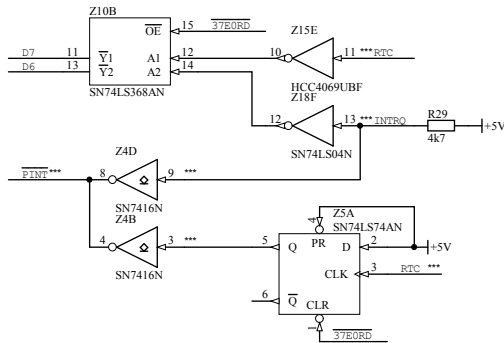 Z10B
OE 15 37E0RD
Z15E
D7 11 Y1 A1 12 10 11 *** RTC
D6 13 Y2 A2 14
HCC4069UBF
SN74LS368AN
Z18F
12 13 *** INTRQ R29 +5V
4k7
SN74LS04N
Z4D
PINT *** 8 9 ***
SN7416N
Z5A
SN74LS74AN
Z4B
4
PR
4 3 *** 5 Q D 2 +5V
SN7416N
CLK 3 RTC ***
6 Q
CLR
1
37E0RD